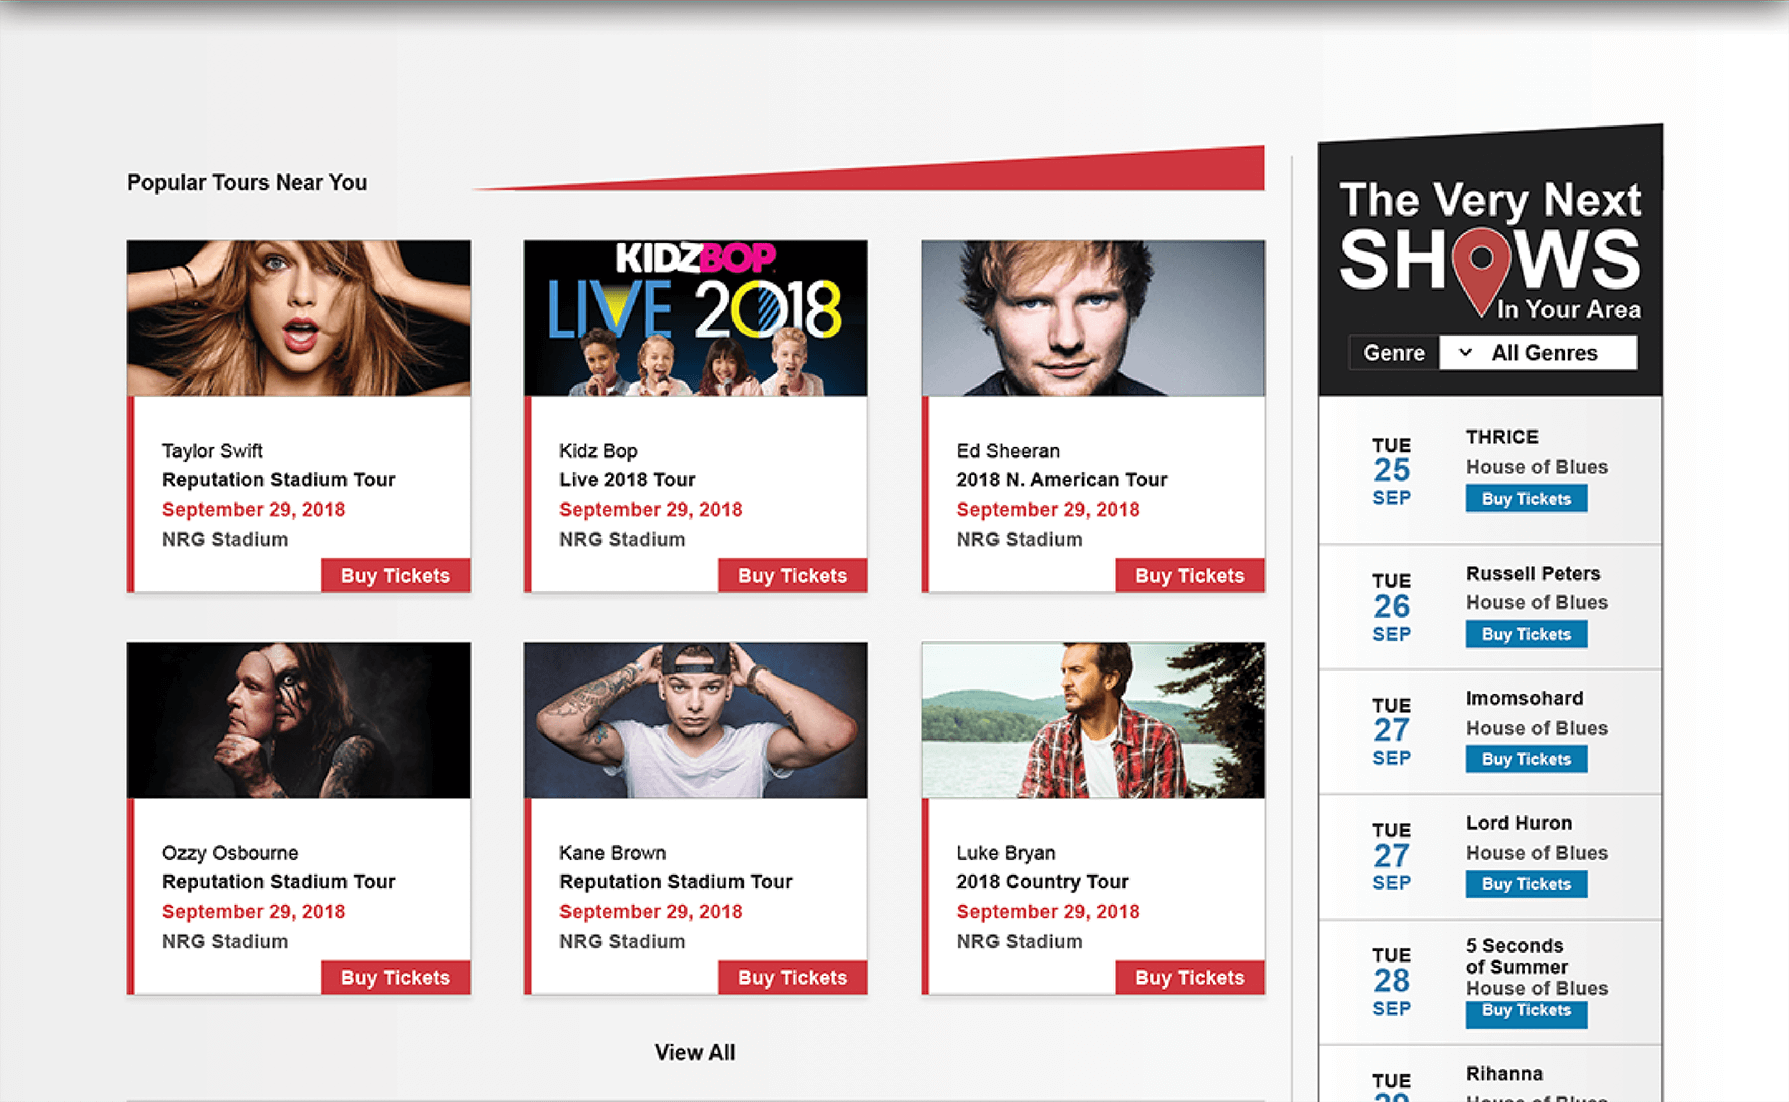 Popular Tours Near You
KIDZBOP
LIVE 2018
Taylor Swift
Reputation Stadium Tour
September 29, 2018
NRG Stadium
Buy Tickets
Kidz Bop
Live 2018 Tour
September 29, 2018
NRG Stadium
Buy Tickets
Ed Sheeran
2018 N. American Tour
September 29, 2018
NRG Stadium
Buy Tickets
Ozzy Osbourne
Reputation Stadium Tour
September 29, 2018
NRG Stadium
Buy Tickets
Kane Brown
Reputation Stadium Tour
September 29, 2018
NRG Stadium
Buy Tickets
Luke Bryan
2018 Country Tour
September 29, 2018
NRG Stadium
Buy Tickets
View All
The Very Next
SHOWS
In Your Area
Genre All Genres
TUE
25
SEP
THRICE
House of Blues
Buy Tickets
TUE
26
SEP
Russell Peters
House of Blues
Buy Tickets
TUE
27
SEP
Imomsohard
House of Blues
Buy Tickets
TUE
27
SEP
Lord Huron
House of Blues
Buy Tickets
TUE
28
SEP
5 Seconds
of Summer
House of Blues
Buy Tickets
TUE
Rihanna
House of Blues